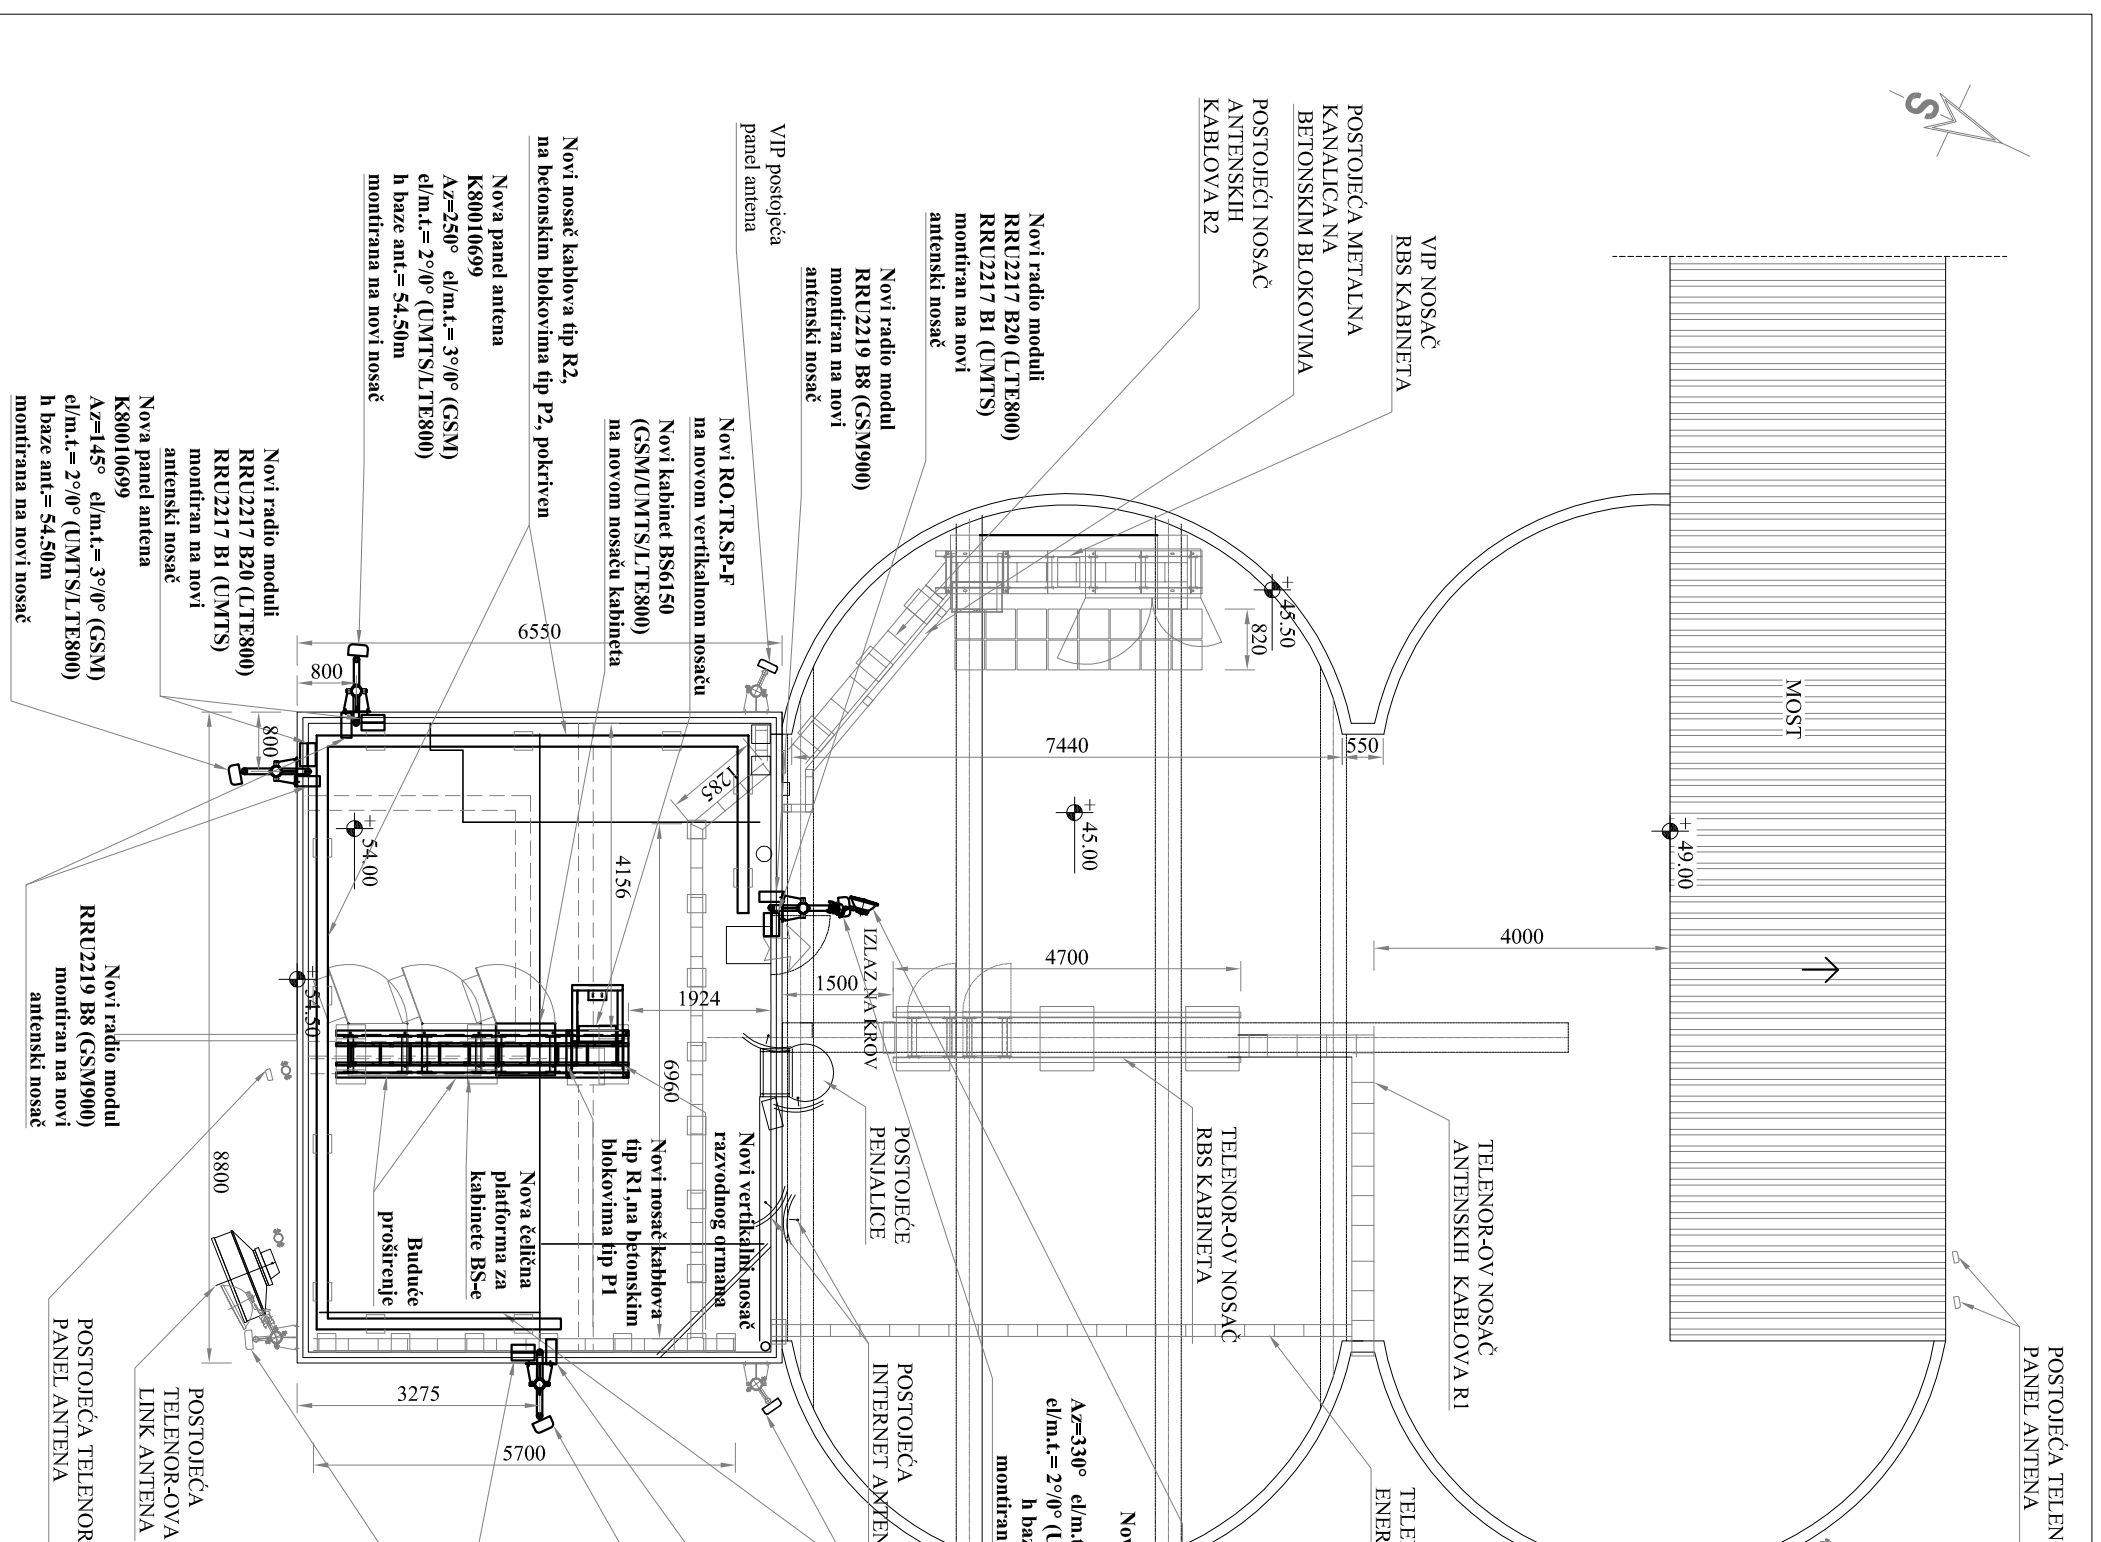 S
POSTOJEĆA METALNA
KANALICA NA
BETONSKIM BLOKOVIMA
POSTOJEĆI NOSAČ
ANTENSKIH
KABLOVA R2
VIP NOSAČ
RBS KABINETA
VIP postojeća
panel antena
Novi radio moduli
RRU2217 B20 (LTE800)
RRU2217 B1 (UMTS)
montiran na novi
antenski nosač
Novi radio modul
RRU2219 B8 (GSM900)
montiran na novi
antenski nosač
Novi nosač kablova tip R2,
na betonskim blokovima tip P2, pokriven
Nova panel antena
K80010699
Az=250° el/m.t.= 3°/0° (GSM)
el/m.t.= 2°/0° (UMTS/LTE800)
h baze ant.= 54.50m
montirana na novi nosač
Novi RO.TR.SP-F
na novom vertikalnom nosaču
Novi kabinet BS6150
(GSM/UMTS/LTE800)
na novom nosaču kabineta
Novi radio moduli
RRU2217 B20 (LTE800)
RRU2217 B1 (UMTS)
montiran na novi
antenski nosač
Nova panel antena
K80010699
Az=145° el/m.t.= 3°/0° (GSM)
el/m.t.= 2°/0° (UMTS/LTE800)
h baze ant.= 54.50m
montirana na novi nosač
MOST
+
45.50
820
6550
800
800
7440
550
1285
+
45.00
+
49.00
+
54.00
4156
4000
4700
1500
1924
IZLAZ NA KROV
+
54.50
6960
8800
Novi radio modul
RRU2219 B8 (GSM900)
montiran na novi
antenski nosač
POSTOJEĆE
PENJALICE
TELENOR-OV NOSAČ
RBS KABINETA
TELENOR-OV NOSAČ
ANTENSKIH KABLOVA R1
Novi vertikalni nosač
razvodnog ormana
Novi nosač kablova
tip R1,na betonskim
blokovima tip P1
Nova čelična
platforma za
kabinete BS-e
Buduće
proširenje
3275
5700
POSTOJEĆA
INTERNET ANTEN
Az=330° el/m.t
el/m.t.= 2°/0° (U
h baz
montiran
Nov
TELE
ENER
POSTOJEĆA TELEN
PANEL ANTENA
POSTOJEĆA
TELENOR-OVA
LINK ANTENA
POSTOJEĆA TELENOR
PANEL ANTENA